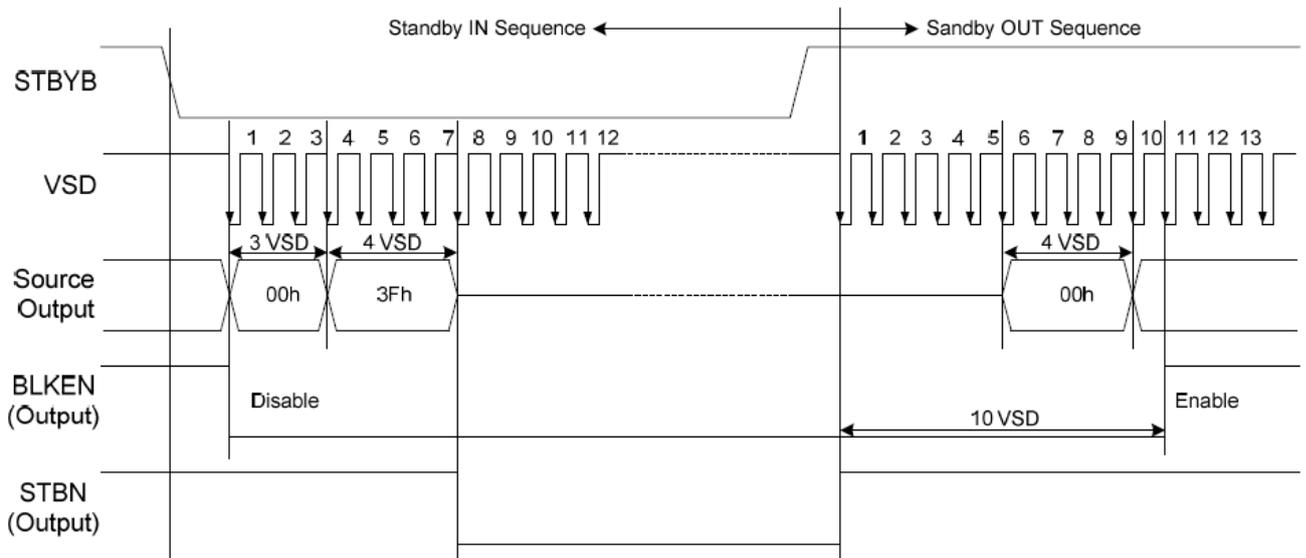 Standby IN Sequence Sandby OUT Sequence
STBYB
1 2 3 4 5 6 7 8 9 10 11 12 1 2 3 4 5 6 7 8 9 10 11 12 13
VSD
3 VSD 4 VSD 4 VSD
Source
Output
00h 3Fh 00h
BLKEN
(Output)
Disable Enable
10 VSD
STBN
(Output)